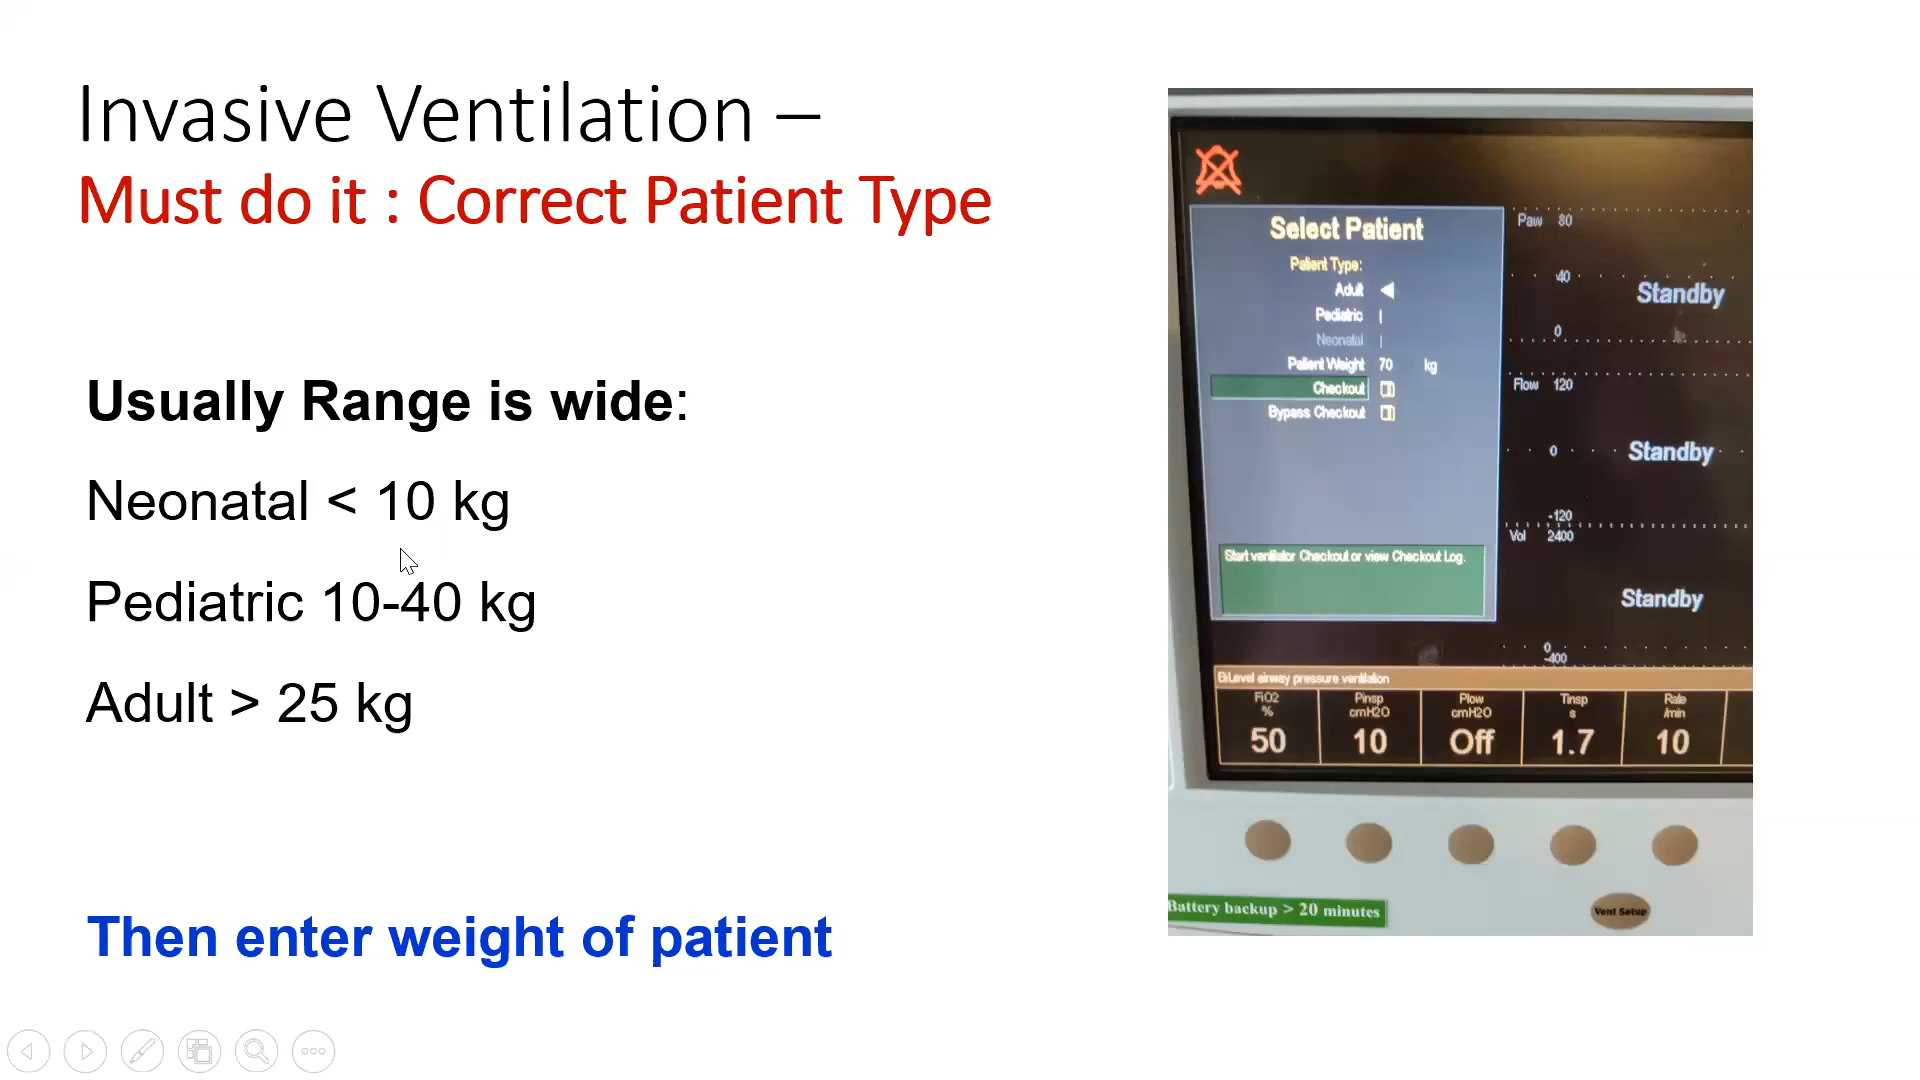 Invasive Ventilation –
Must do it : Correct Patient Type
Usually Range is wide:
Neonatal < 10 kg
Pediatric 10-40 kg
Adult > 25 kg
Then enter weight of patient
Select Patient
Patient Type:
Adult
Pediatric
Neonatal
Patient Weight 70 kg
Checkout
Bypass Checkout
Start ventilator Checkout or view Checkout Log.
Paw 80
40
Standby
0
Flow 120
0
Standby
-120
Vol 2400
Standby
0
-400
BiLevel airway pressure ventilation
FiO2 Pinsp Plow Tinsp Rate
% cmH2O cmH2O s /min
50 10 Off 1.7 10
Battery backup > 20 minutes
Vent Setup